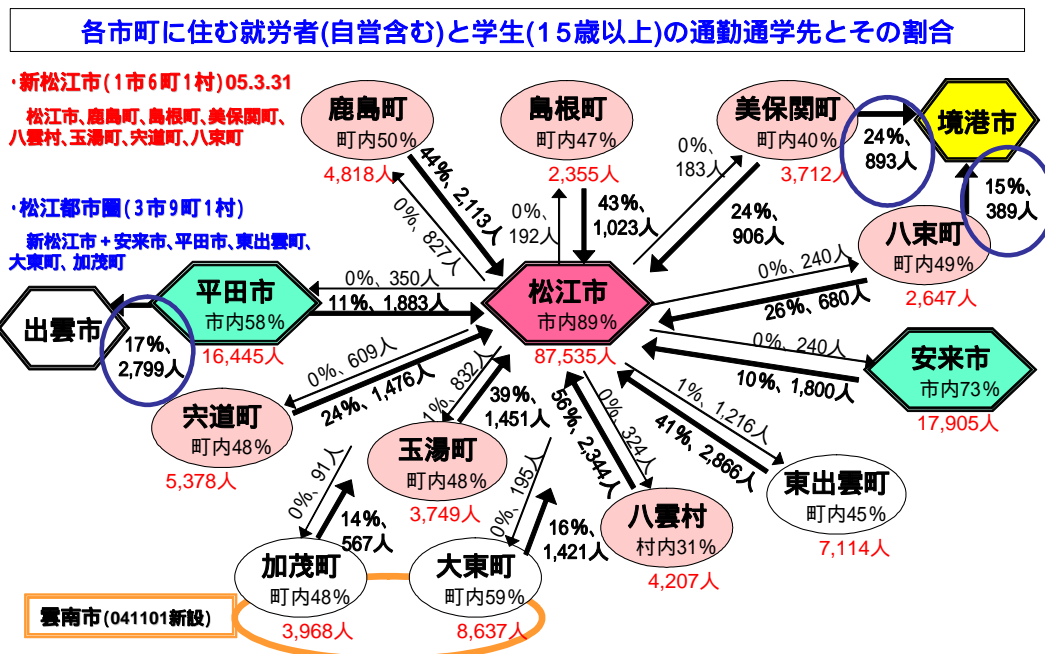 各市町に住む就労者(自営含む)と学生(15歳以上)の通勤通学先とその割合
・新松江市(1市6町1村)05.3.31
松江市、鹿島町、島根町、美保関町、
八雲村、玉湯町、宍道町、八束町
・松江都市圏(3市9町1村)
新松江市+安来市、平田市、東出雲町、
大東町、加茂町
鹿島町
町内50%
4,818人
島根町
町内47%
2,355人
美保関町
町内40%
3,712人
境港市
24%、
893人
15%、
389人
八束町
町内49%
2,647人
44%、2,113人
0%、827人
0%、
192人
43%、
1,023人
0%、
183人
24%、
906人
0%、240人
26%、680人
出雲市
17%、
2,799人
平田市
市内58%
16,445人
0%、350人
11%、1,883人
松江市
市内89%
87,535人
0%、240人
10%、1,800人
安来市
市内73%
17,905人
宍道町
町内48%
5,378人
0%、609人
24%、1,476人
1%、832人
39%、
1,451人
玉湯町
町内48%
3,749人
56%、2,344人
0%、324人
八雲村
村内31%
4,207人
1%、1,216人
41%、2,866人
東出雲町
町内45%
7,114人
0%、91人
14%、
567人
加茂町
町内48%
3,968人
0%、195人
16%、
1,421人
大東町
町内59%
8,637人
雲南市(041101新設)